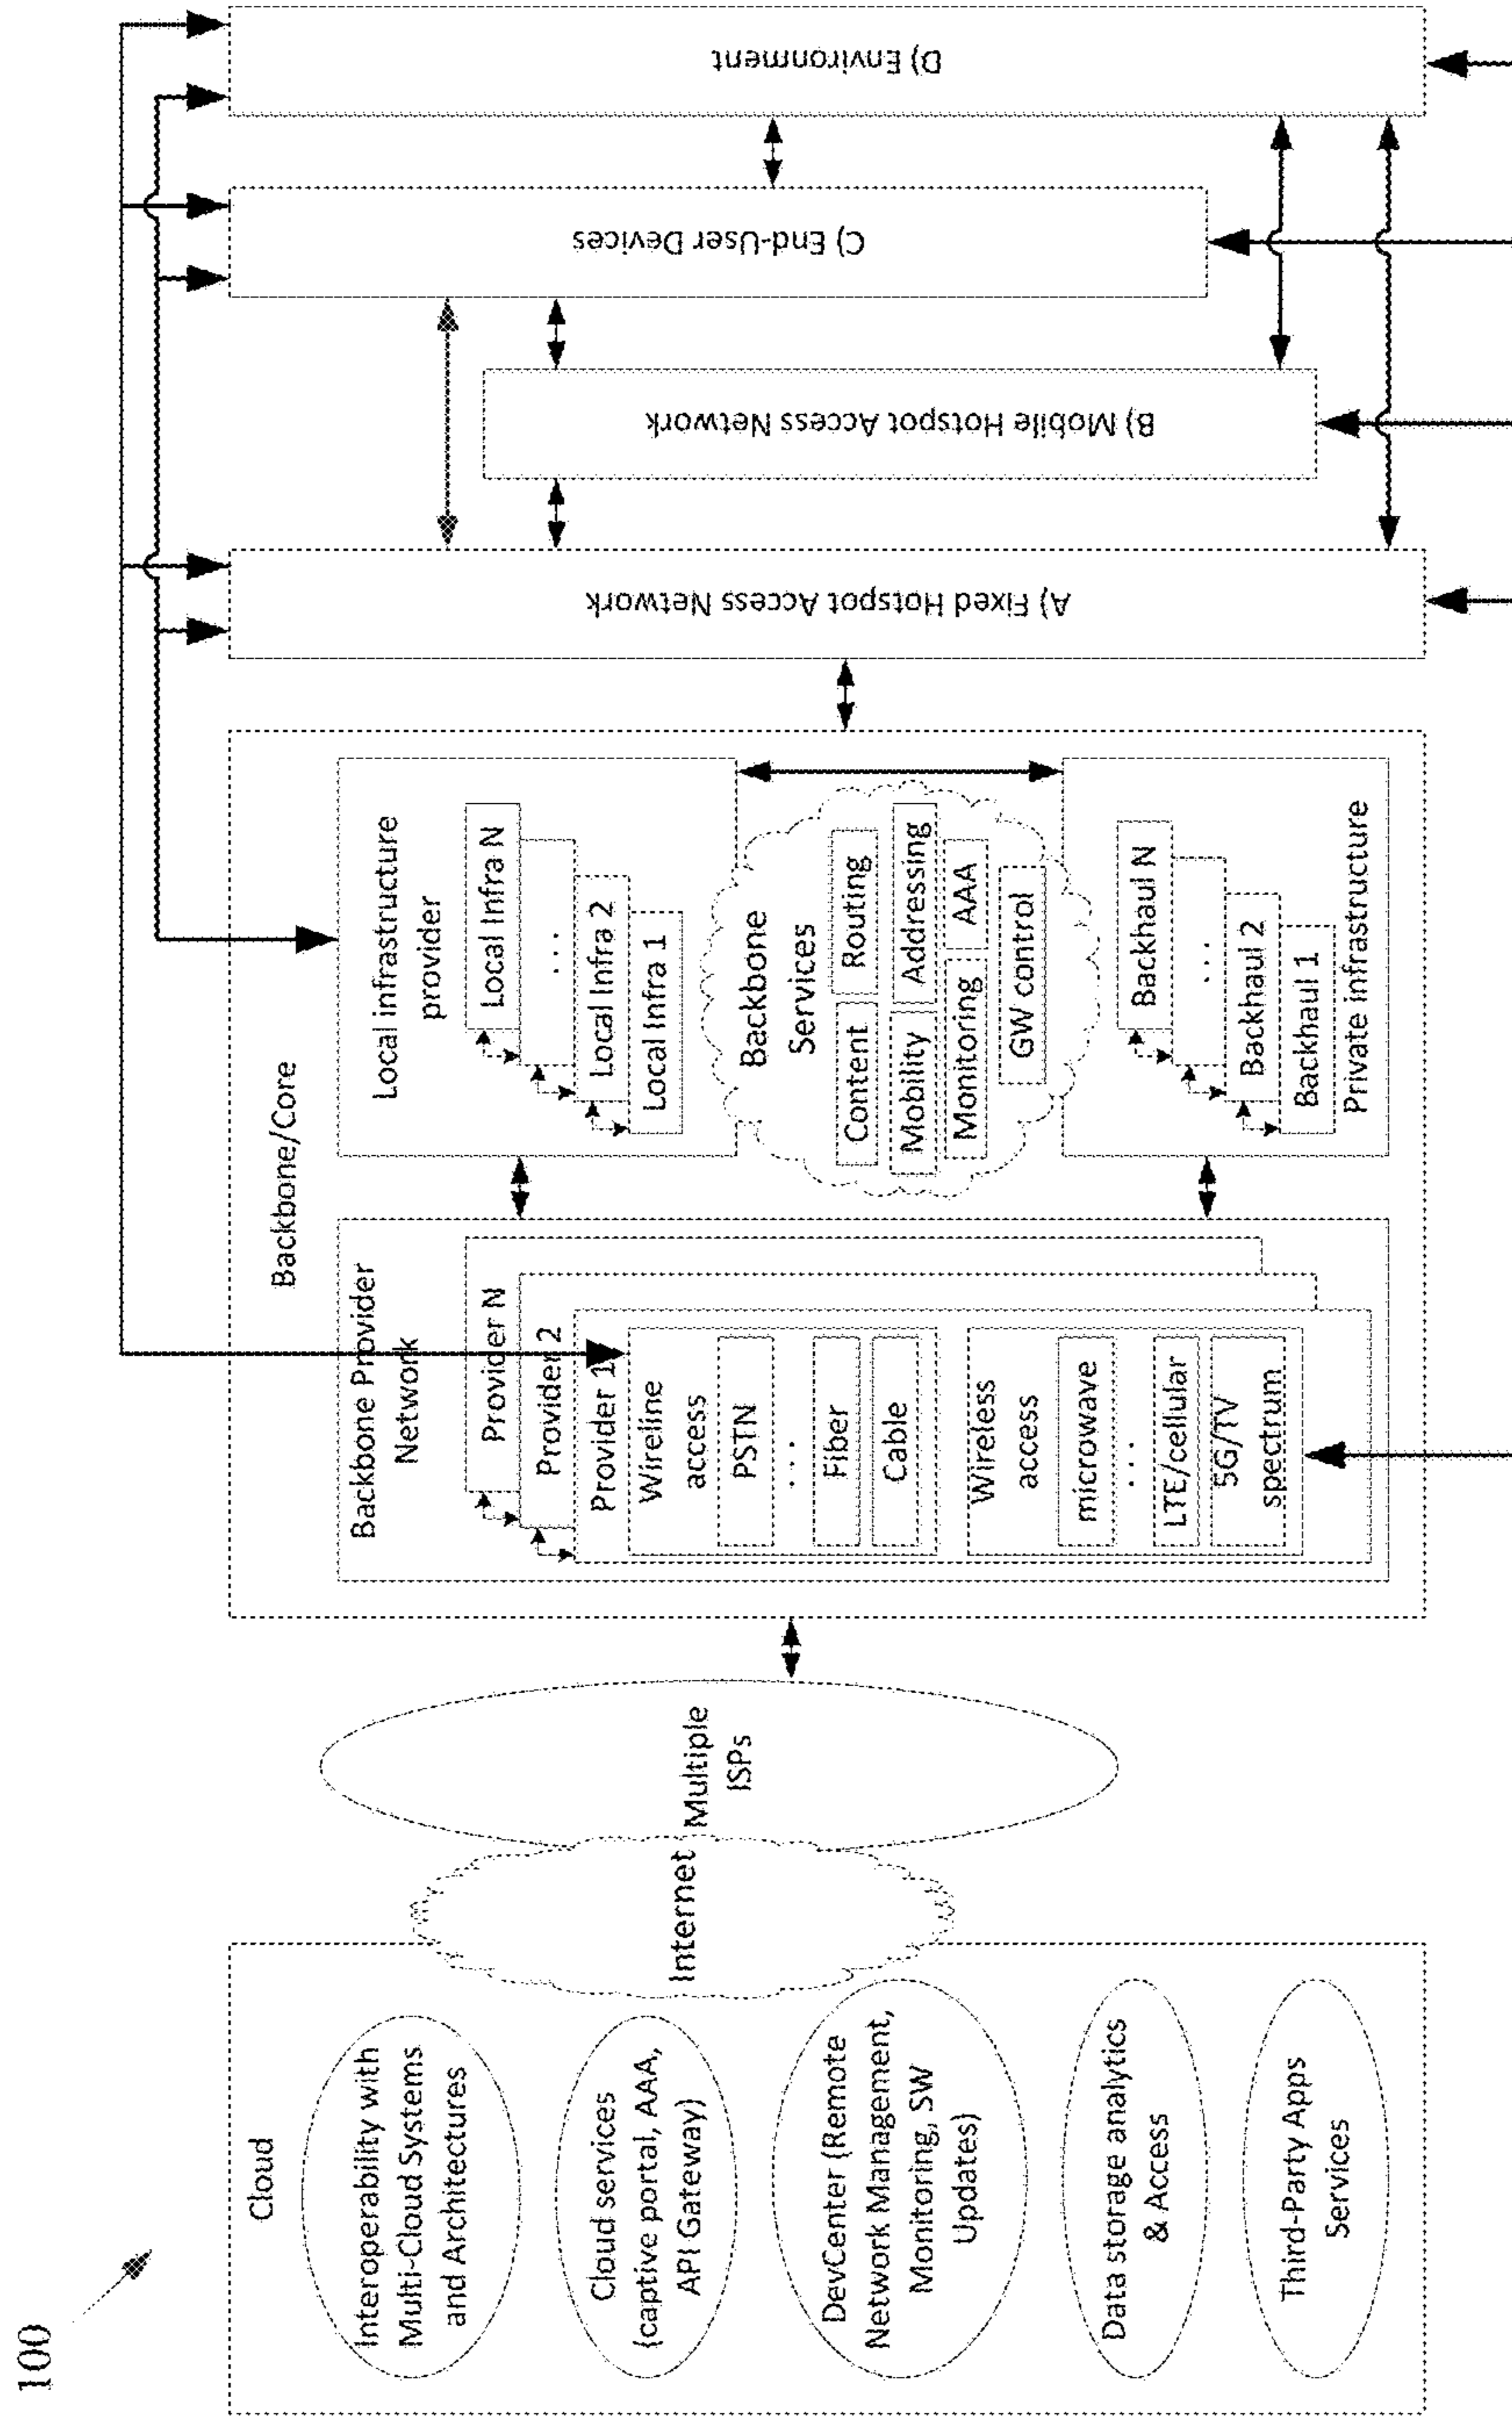 100
Cloud
Interoperability with
Multi-Cloud Systems
and Architectures
Cloud services
(captive portal, AAA,
API Gateway)
DevCenter (Remote
Network Management,
Monitoring, SW
Updates)
Data storage analytics
& Access
Third-Party Apps
Services
Internet
Multiple
ISPs
Backbone/Core
Backbone Provider
Network
Provider N
Provider 2
Provider 1
Wireline
access
PSTN
...
Fiber
Cable
Wireless
access
microwave
...
LTE/cellular
5G/TV
spectrum
Local infrastructure
provider
Local Infra N
...
Local Infra 2
Local Infra 1
Backbone
Services
Content
Routing
Mobility
Addressing
Monitoring
AAA
GW control
Backhaul N
...
Backhaul 2
Backhaul 1
Private infrastructure
A) Fixed Hotspot Access Network
B) Mobile Hotspot Access Network
C) End-User Devices
D) Environment